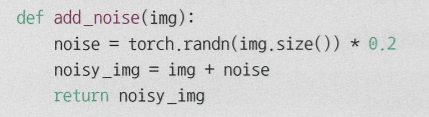 def add_noise(img):
    noise = torch.randn(img.size()) * 0.2
    noisy_img = img + noise
    return noisy_img